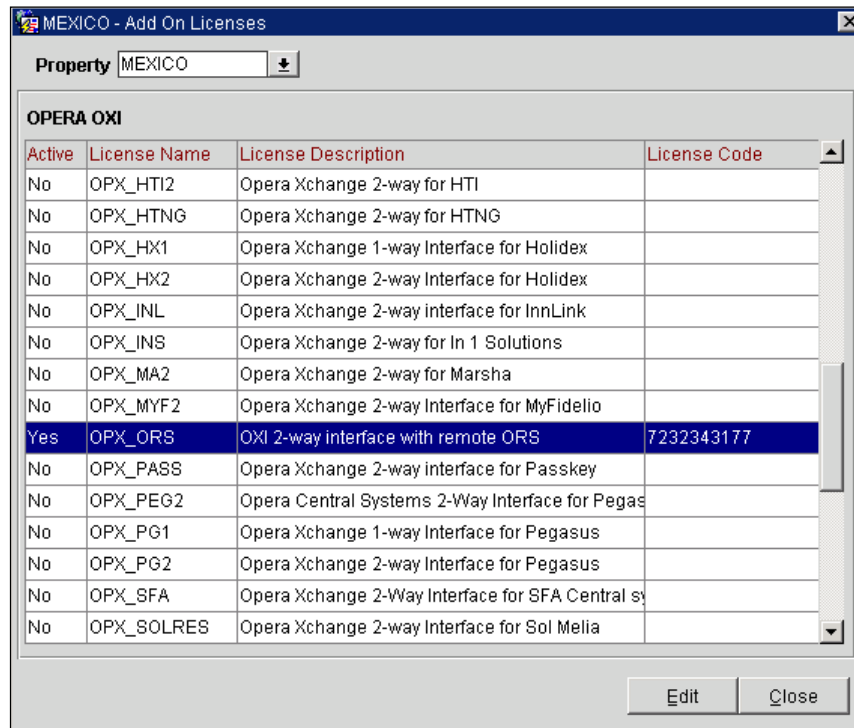 MEXICO - Add On Licenses
Property MEXICO
OPERA OXI
Active License Name License Description License Code
No OPX_HTI2 Opera Xchange 2-way for HTI
No OPX_HTNG Opera Xchange 2-way for HTNG
No OPX_HX1 Opera Xchange 1-way Interface for Holidex
No OPX_HX2 Opera Xchange 2-way Interface for Holidex
No OPX_INL Opera Xchange 2-way interface for InnLink
No OPX_INS Opera Xchange 2-way for In 1 Solutions
No OPX_MA2 Opera Xchange 2-way for Marsha
No OPX_MYF2 Opera Xchange 2-way Interface for MyFidelio
Yes OPX_ORS OXI 2-way interface with remote ORS 7232343177
No OPX_PASS Opera Xchange 2-way interface for Passkey
No OPX_PEG2 Opera Central Systems 2-Way Interface for Pegas
No OPX_PG1 Opera Xchange 1-way Interface for Pegasus
No OPX_PG2 Opera Xchange 2-way Interface for Pegasus
No OPX_SFA Opera Xchange 2-Way Interface for SFA Central sy
No OPX_SOLRES Opera Xchange 2-way Interface for Sol Melia
Edit Close